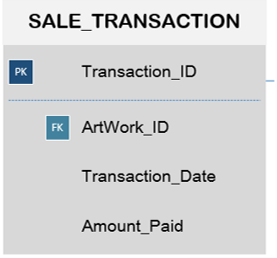 SALE_TRANSACTION
PK Transaction_ID
FK ArtWork_ID
Transaction_Date
Amount_Paid